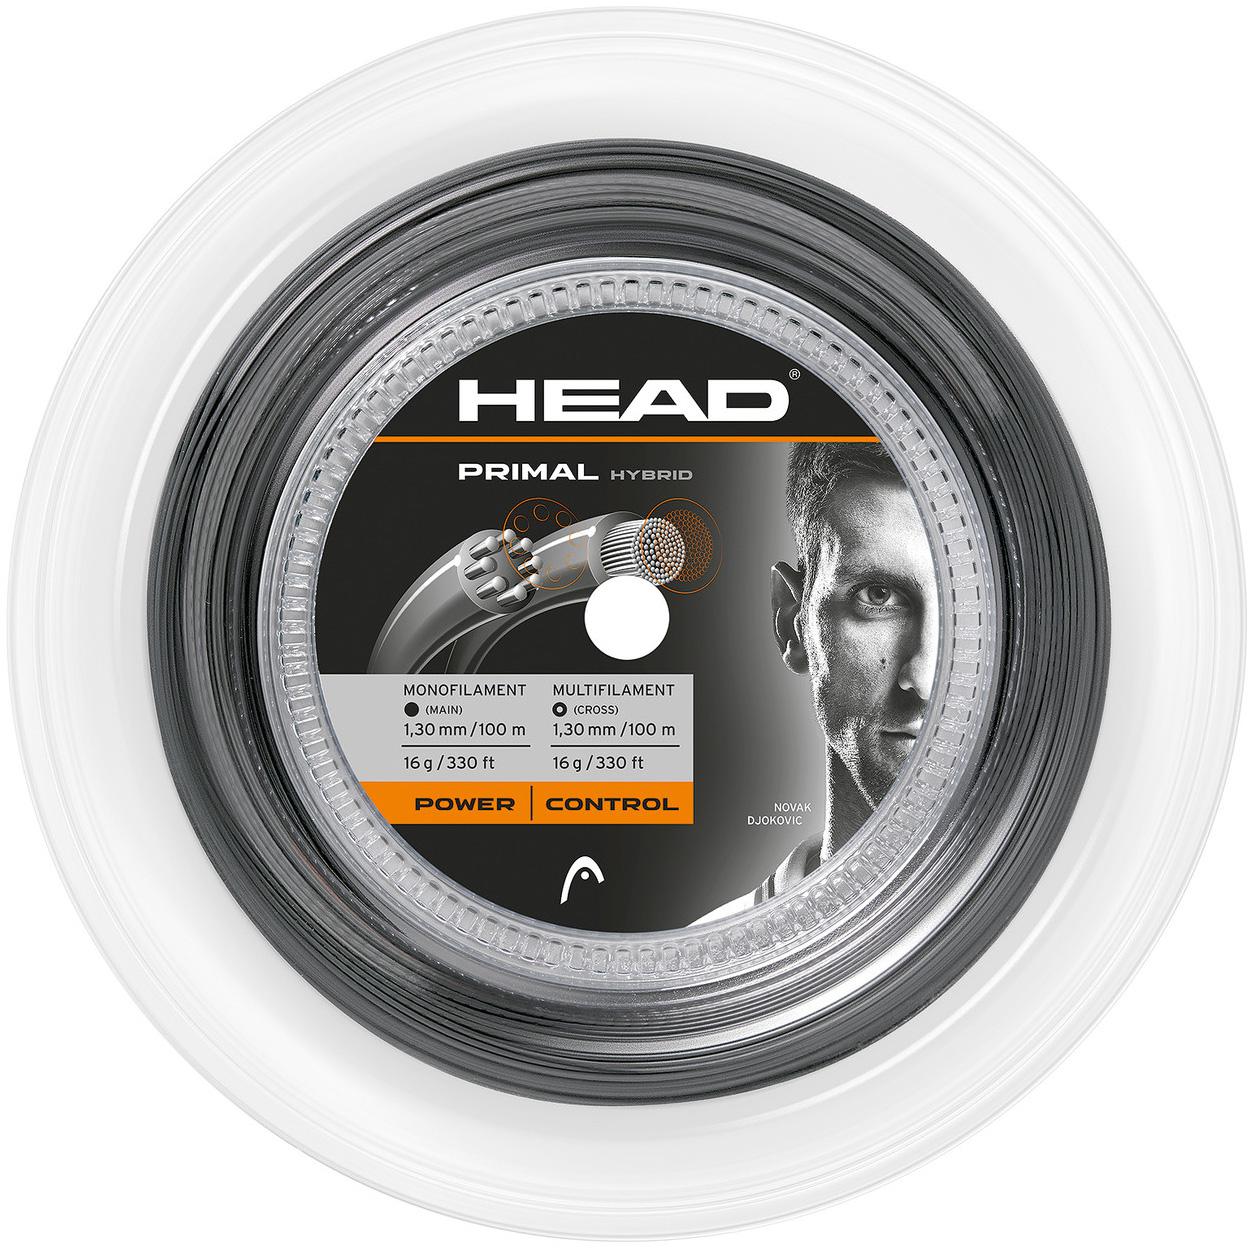 HEAD®
PRIMAL HYBRID
MONOFILAMENT
(MAIN)
1,30 mm/100 m
16 g/330 ft
MULTIFILAMENT
(CROSS)
1,30 mm/100 m
16 g/330 ft
POWER | CONTROL
NOVAK
DJOKOVIC